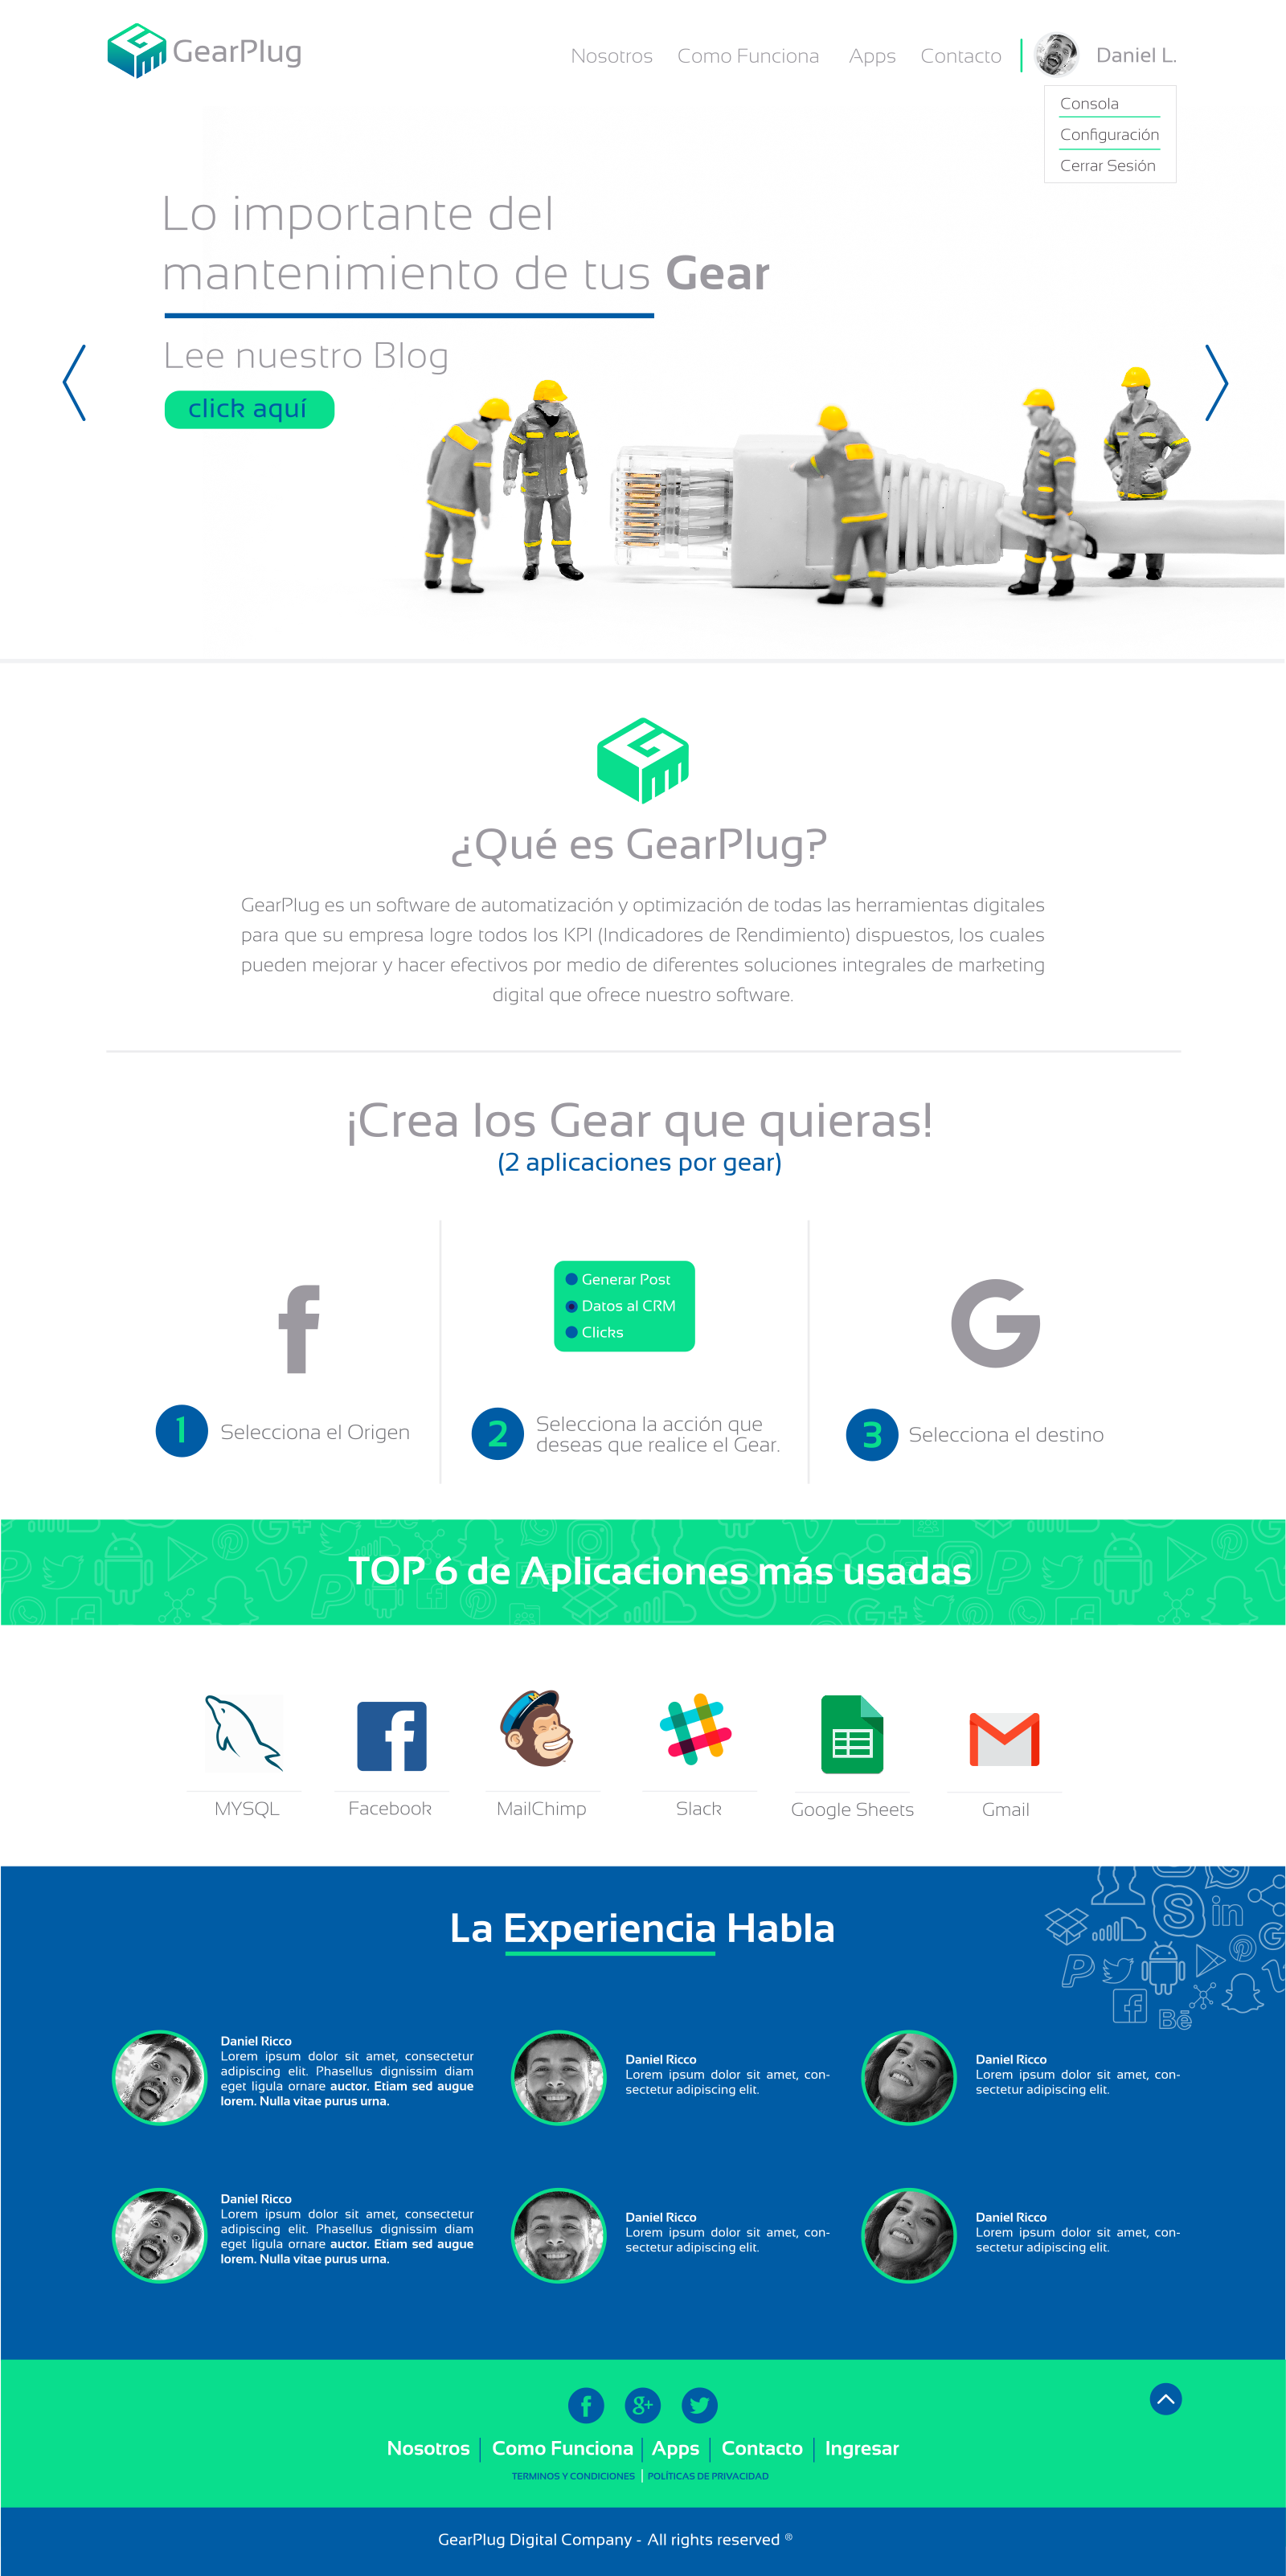 GearPlug
Nosotros Como Funciona Apps Contacto Daniel L.
Consola
Configuración
Cerrar Sesión
Lo importante del
mantenimiento de tus Gear
Lee nuestro Blog
click aquí
¿Qué es GearPlug?
GearPlug es un software de automatización y optimización de todas las herramientas digitales
para que su empresa logre todos los KPI (Indicadores de Rendimiento) dispuestos, los cuales
pueden mejorar y hacer efectivos por medio de diferentes soluciones integrales de marketing
digital que ofrece nuestro software.
¡Crea los Gear que quieras!
(2 aplicaciones por gear)
Generar Post
Datos al CRM
Clicks
1 Selecciona el Origen
2 Selecciona la acción que
deseas que realice el Gear.
3 Selecciona el destino
TOP 6 de Aplicaciones más usadas
MYSQL Facebook MailChimp Slack Google Sheets Gmail
La Experiencia Habla
Daniel Ricco
Lorem ipsum dolor sit amet, consectetur
adipiscing elit. Phasellus dignissim diam
eget ligula ornare auctor. Etiam sed augue
lorem. Nulla vitae purus urna.
Daniel Ricco
Lorem ipsum dolor sit amet, con-
sectetur adipiscing elit.
Daniel Ricco
Lorem ipsum dolor sit amet, con-
sectetur adipiscing elit.
Daniel Ricco
Lorem ipsum dolor sit amet, consectetur
adipiscing elit. Phasellus dignissim diam
eget ligula ornare auctor. Etiam sed augue
lorem. Nulla vitae purus urna.
Daniel Ricco
Lorem ipsum dolor sit amet, con-
sectetur adipiscing elit.
Daniel Ricco
Lorem ipsum dolor sit amet, con-
sectetur adipiscing elit.
Nosotros Como Funciona Apps Contacto Ingresar
TERMINOS Y CONDICIONES POLÍTICAS DE PRIVACIDAD
GearPlug Digital Company - All rights reserved ®